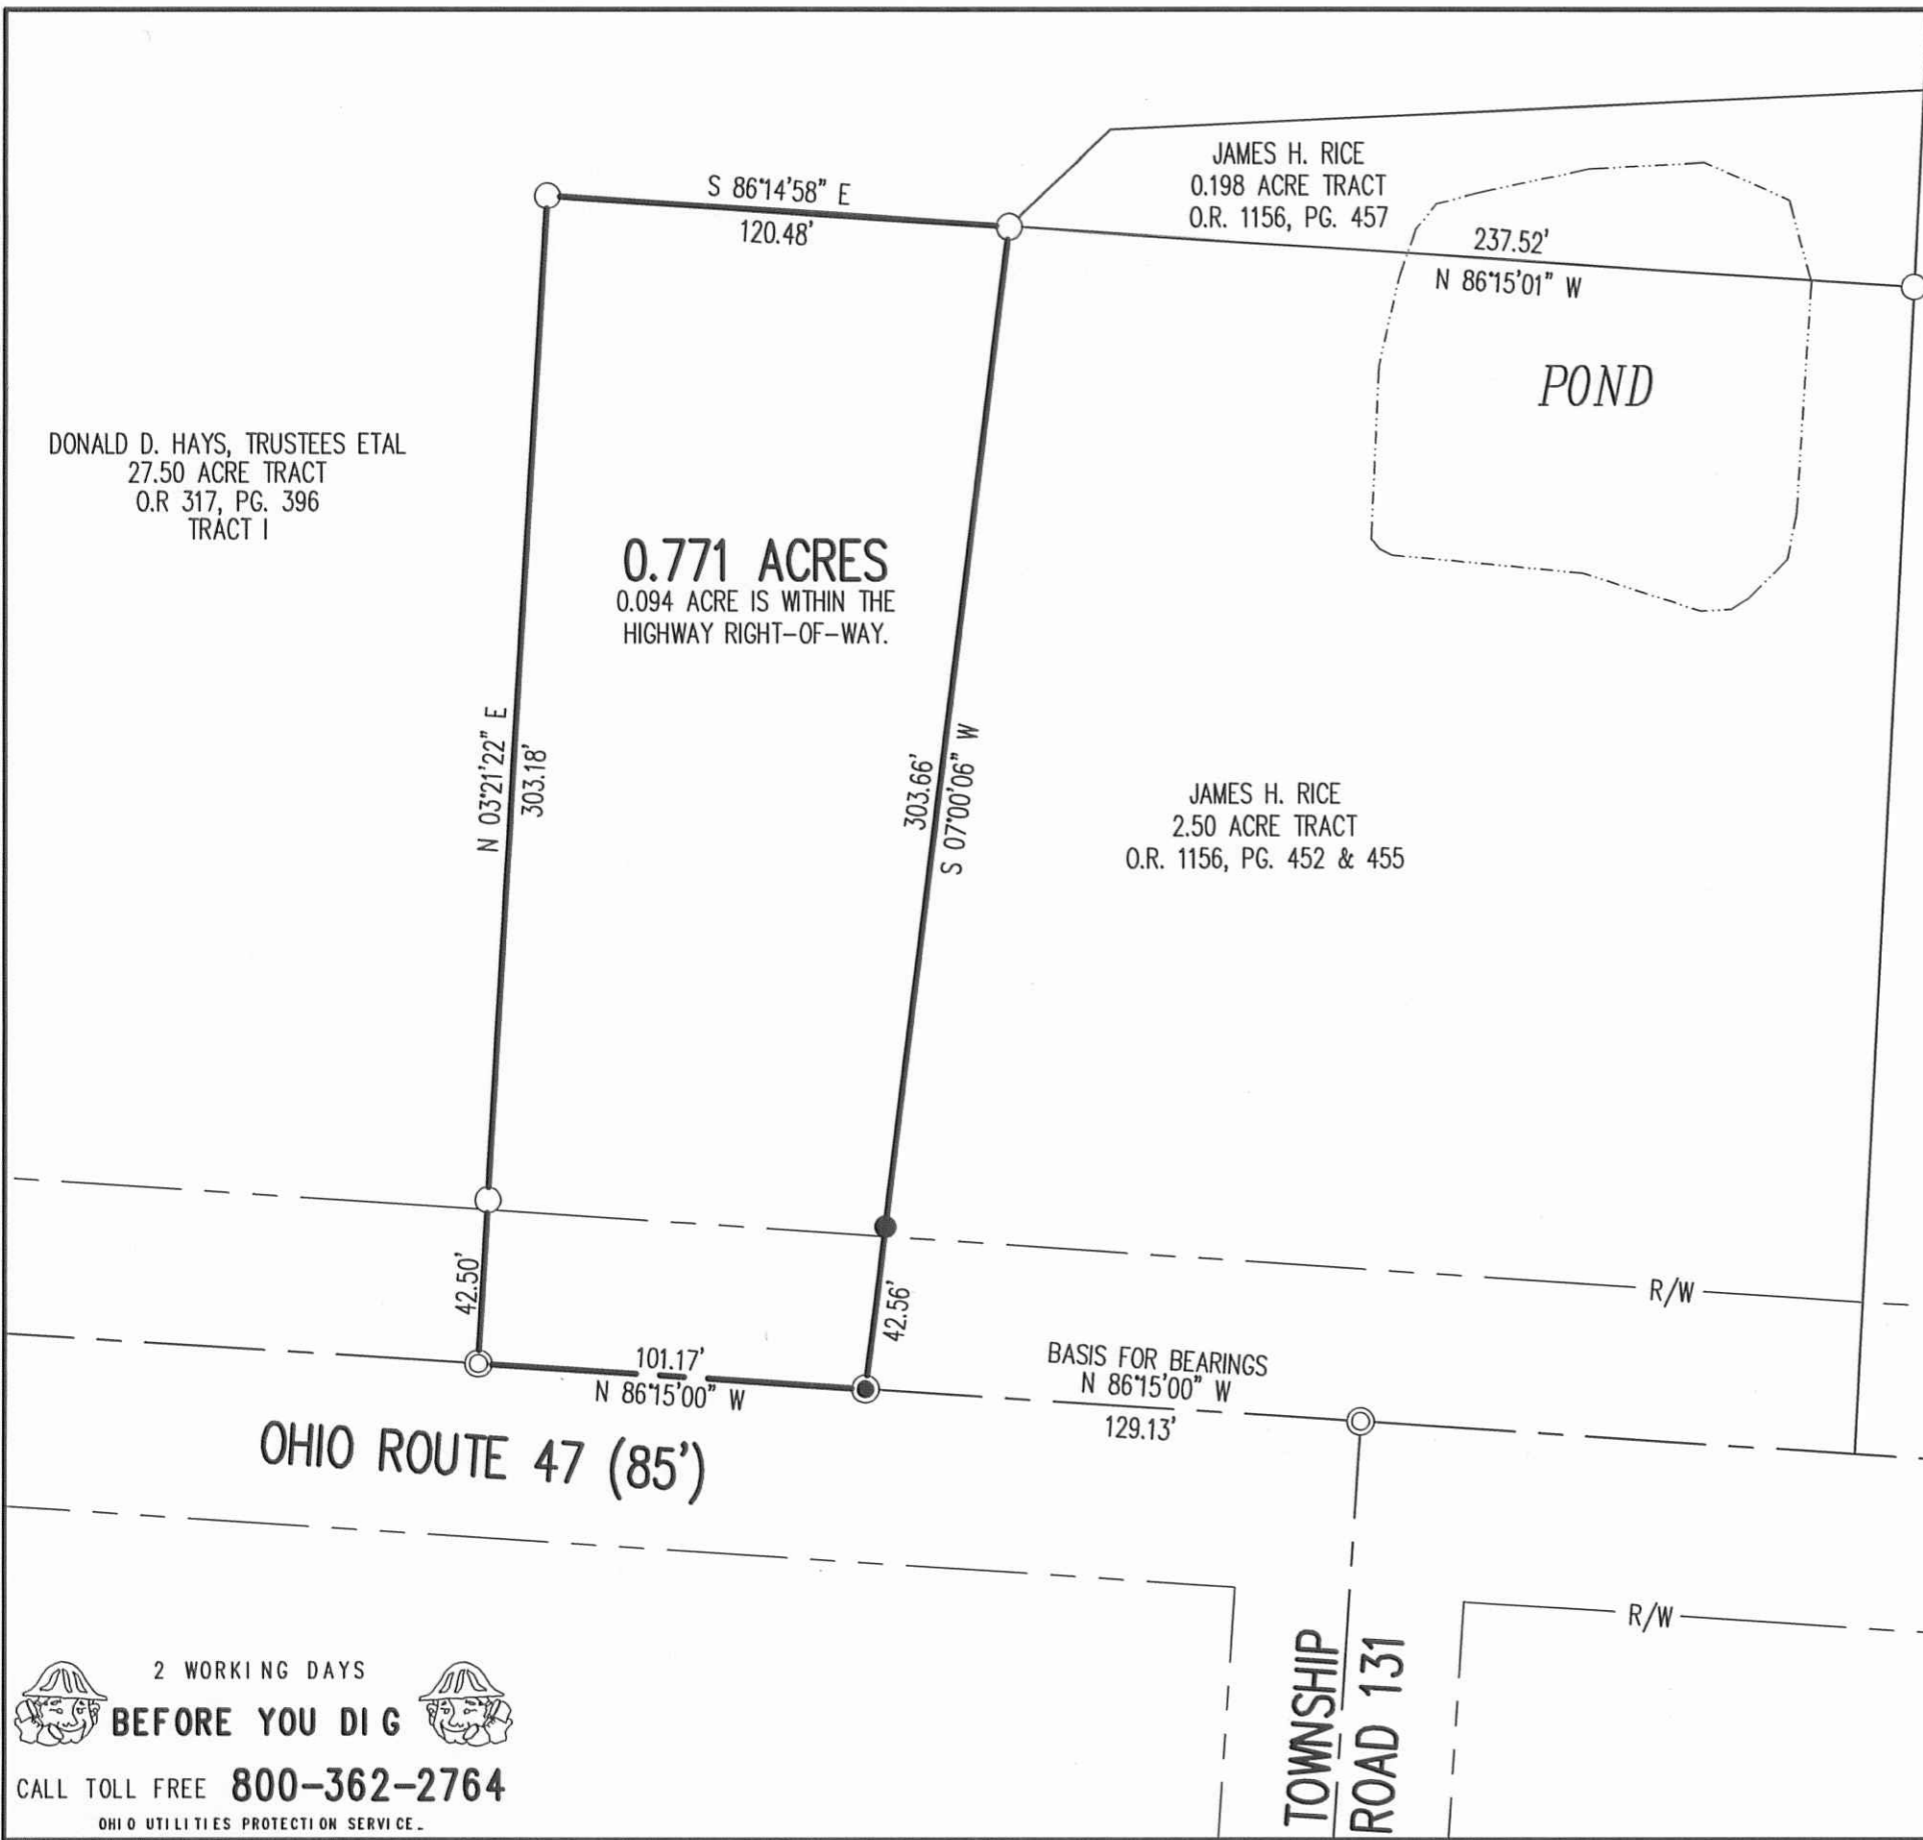 JAMES H. RICE
0.198 ACRE TRACT
O.R. 1156, PG. 457
S 86°14'58" E
120.48'
237.52'
N 86°15'01" W
POND
DONALD D. HAYS, TRUSTEES ETAL
27.50 ACRE TRACT
O.R 317, PG. 396
TRACT I
0.771 ACRES
0.094 ACRE IS WITHIN THE
HIGHWAY RIGHT-OF-WAY.
N 03°21'22" E
303.18'
303.66'
S 07°00'06" W
JAMES H. RICE
2.50 ACRE TRACT
O.R. 1156, PG. 452 & 455
42.50'
42.56'
R/W
101.17'
N 86°15'00" W
BASIS FOR BEARINGS
N 86°15'00" W
129.13'
OHIO ROUTE 47 (85')
R/W
TOWNSHIP
ROAD 131
2 WORKING DAYS
BEFORE YOU DIG
CALL TOLL FREE 800-362-2764
OHIO UTILITIES PROTECTION SERVICE.